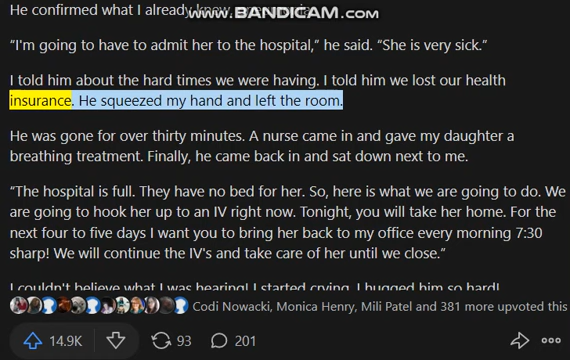 He confirmed what I already
www.BANDICAM.com
“I'm going to have to admit her to the hospital,” he said. “She is very sick.”
I told him about the hard times we were having. I told him we lost our health
insurance. He squeezed my hand and left the room.
He was gone for over thirty minutes. A nurse came in and gave my daughter a
breathing treatment. Finally, he came back in and sat down next to me.
“The hospital is full. They have no bed for her. So, here is what we are going to do. We
are going to hook her up to an IV right now. Tonight, you will take her home. For the
next four to five days I want you to bring her back to my office every morning 7:30
sharp! We will continue the IV's and take care of her until we close.”
I couldn't believe what I was hearing! I started crying. I hugged him so hard!
Codi Nowacki, Monica Henry, Mili Patel and 381 more upvoted this
14.9K
93
201